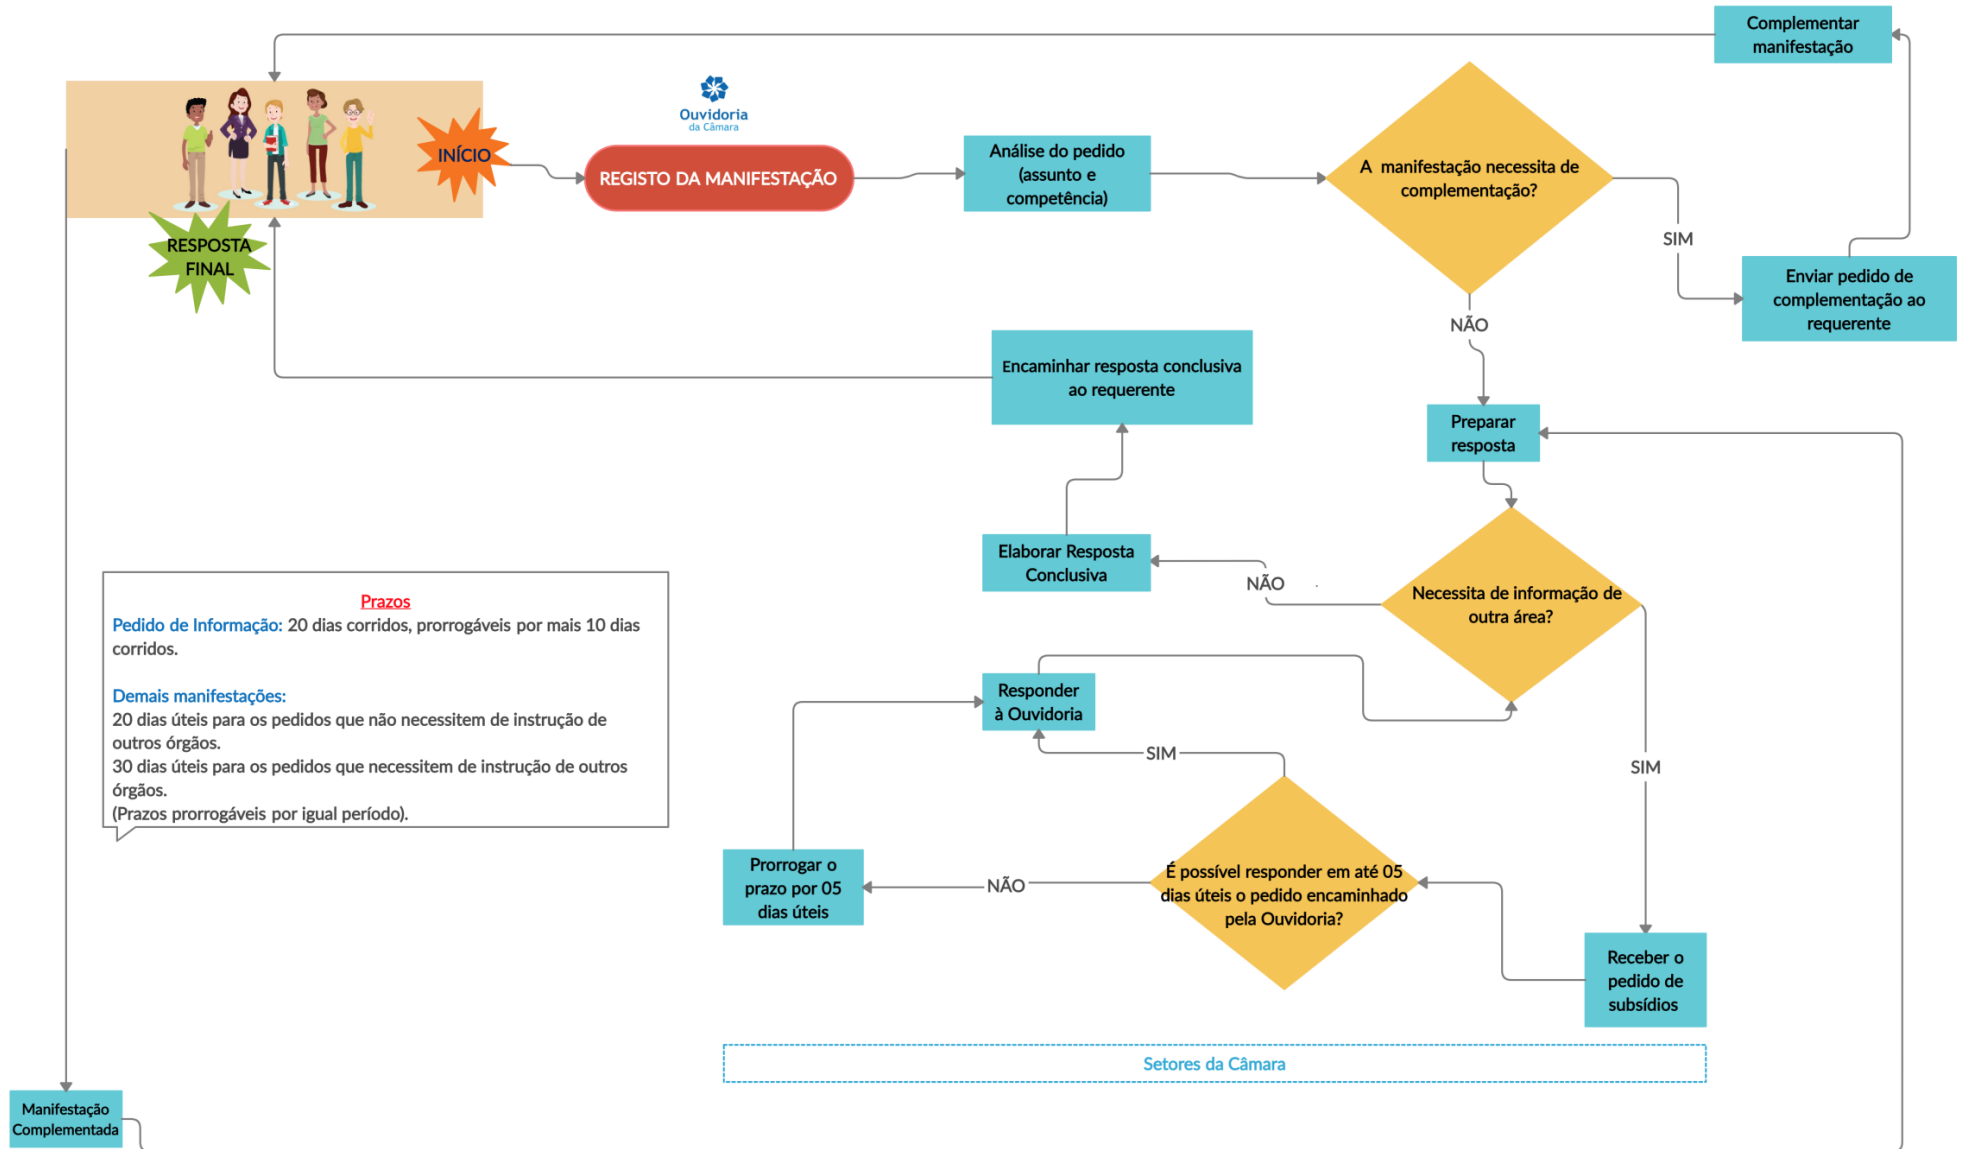 Complementar
manifestação
Ouvidoria
da Câmara
INÍCIO
REGISTO DA MANIFESTAÇÃO
Análise do pedido
(assunto e
competência)
A manifestação necessita de
complementação?
SIM
Enviar pedido de
complementação ao
requerente
RESPOSTA
FINAL
NÃO
Encaminhar resposta conclusiva
ao requerente
Preparar
resposta
Elaborar Resposta
Conclusiva
NÃO
Necessita de informação de
outra área?
Prazos
Pedido de Informação: 20 dias corridos, prorrogáveis por mais 10 dias
corridos.
Demais manifestações:
20 dias úteis para os pedidos que não necessitem de instrução de
outros órgãos.
30 dias úteis para os pedidos que necessitem de instrução de outros
órgãos.
(Prazos prorrogáveis por igual período).
Responder
à Ouvidoria
SIM
SIM
Prorrogar o
prazo por 05
dias úteis
NÃO
É possível responder em até 05
dias úteis o pedido encaminhado
pela Ouvidoria?
Receber o
pedido de
subsídios
Setores da Câmara
Manifestação
Complementada